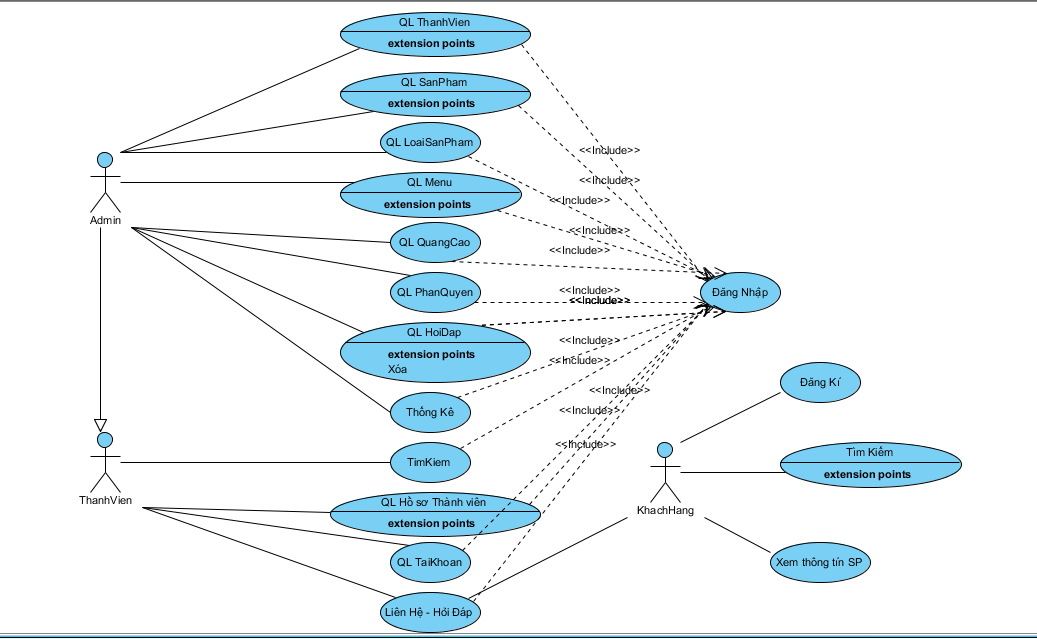 QL ThanhVien
extension points
QL SanPham
extension points
QL LoaiSanPham
<<Include>>
<<Include>>
QL Menu
extension points
<<Include>>
Admin
<<Include>>
QL QuangCao
<<Include>>
QL PhanQuyen
<<Include>>
<<Include>>
Đăng Nhập
QL HoiDap
extension points
Xóa
<<Include>>
<<Include>>
Đăng Kí
<<Include>>
Thống Kê
<<Include>>
<<Include>>
Tìm Kiếm
extension points
TimKiem
ThanhVien
QL Hồ sơ Thành viên
extension points
KhachHang
QL TaiKhoan
Xem thông tin SP
Liên Hệ - Hỏi Đáp